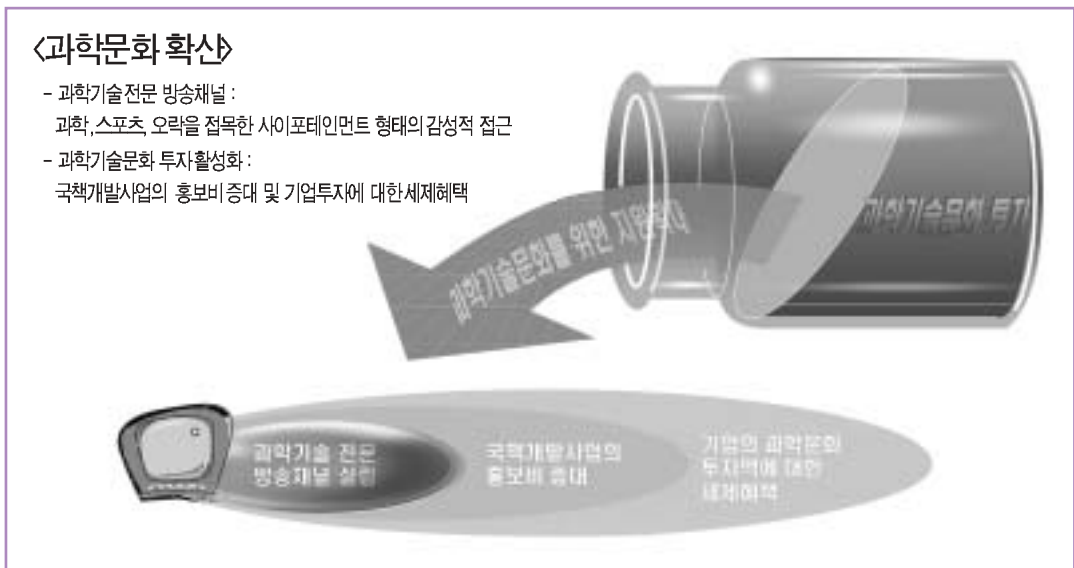 <과학문화 확산>
- 과학기술전문 방송채널 :
과학,스포츠, 오락을 접목한 사이포테인먼트 형태의 감성적 접근
- 과학기술문화 투자활성화 :
국책개발사업의 홍보비 증대 및 기업투자에 대한 세제혜택
과학기술문화 투자
과학기술문화를 위한 지원확대
과학기술 전문
방송채널 설립
국책개발사업의
홍보비 증대
기업의 과학문화
투자액에 대한
세제혜택